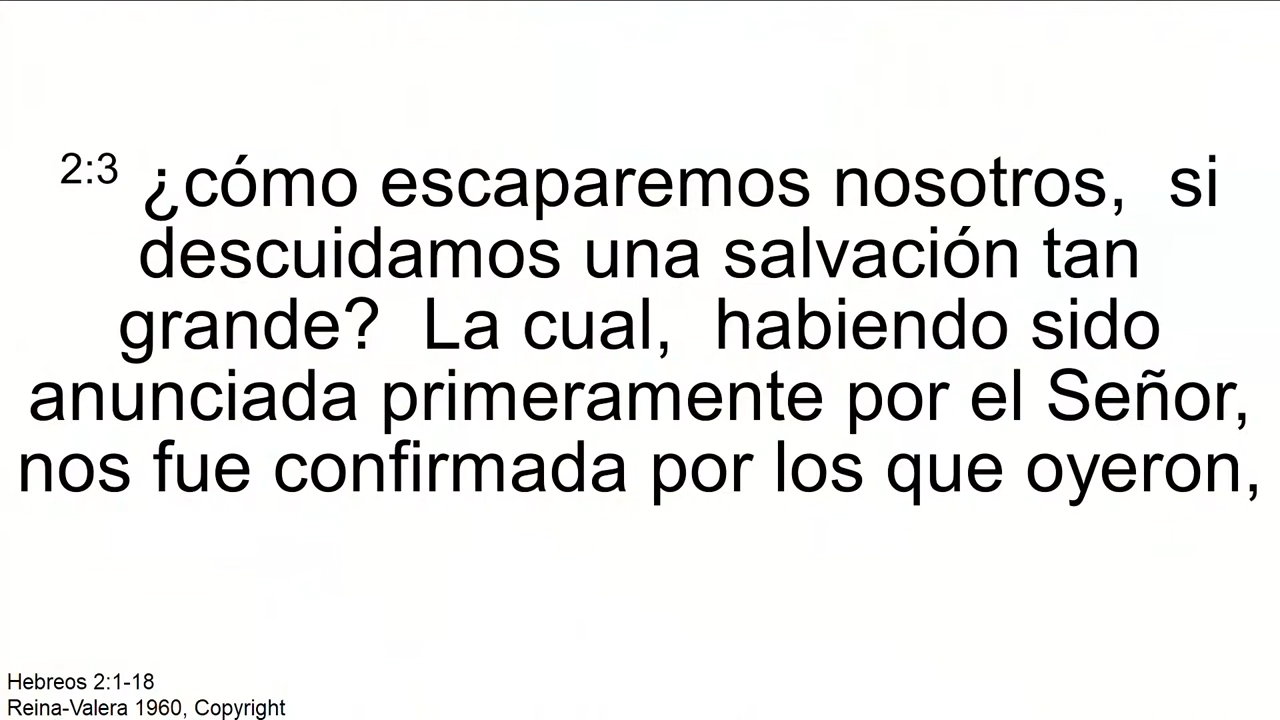 2:3 ¿cómo escaparemos nosotros,  si
descuidamos una salvación tan
grande?  La cual,  habiendo sido
anunciada primeramente por el Señor,
nos fue confirmada por los que oyeron,
Hebreos 2:1-18
Reina-Valera 1960, Copyright